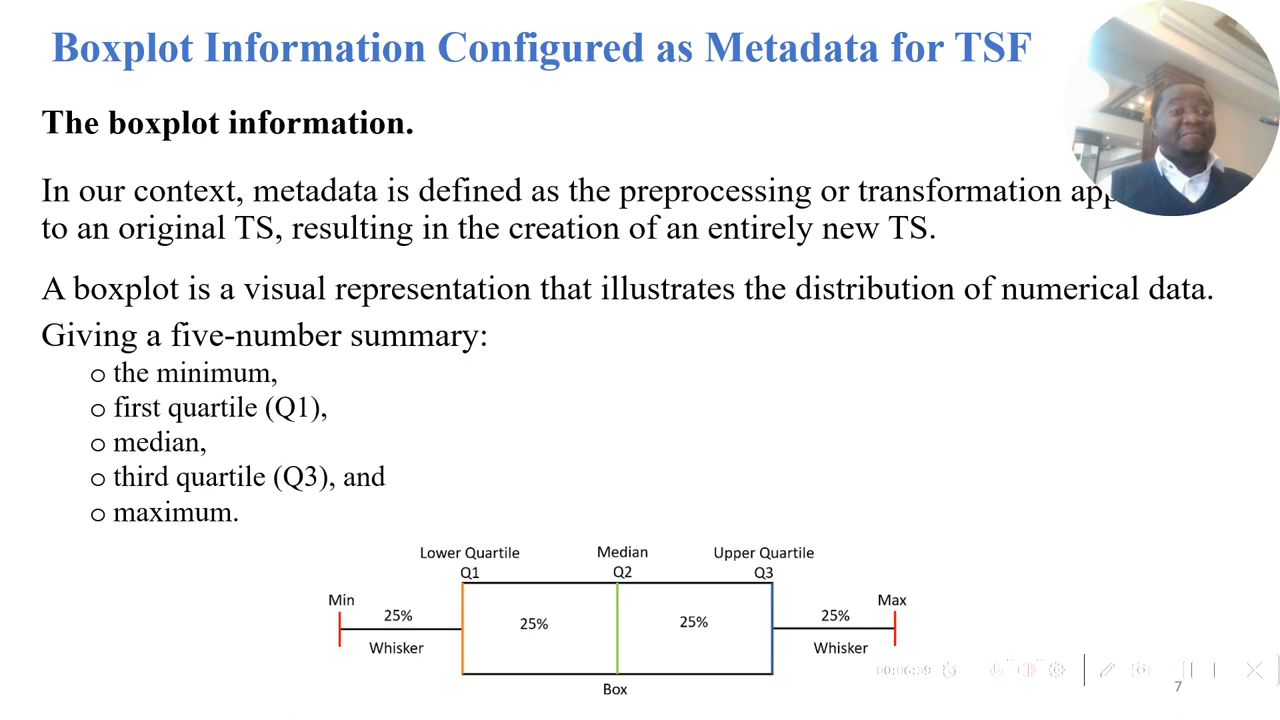 Boxplot Information Configured as Metadata for TSF
The boxplot information.
In our context, metadata is defined as the preprocessing or transformation
to an original TS, resulting in the creation of an entirely new TS.
A boxplot is a visual representation that illustrates the distribution of numerical data.
Giving a five-number summary:
o the minimum,
o first quartile (Q1),
o median,
o third quartile (Q3), and
o maximum.
Lower Quartile Median Upper Quartile
Q1 Q2 Q3
Min Max
25% 25%
25% 25%
Whisker Whisker
Box
00:06:39
7